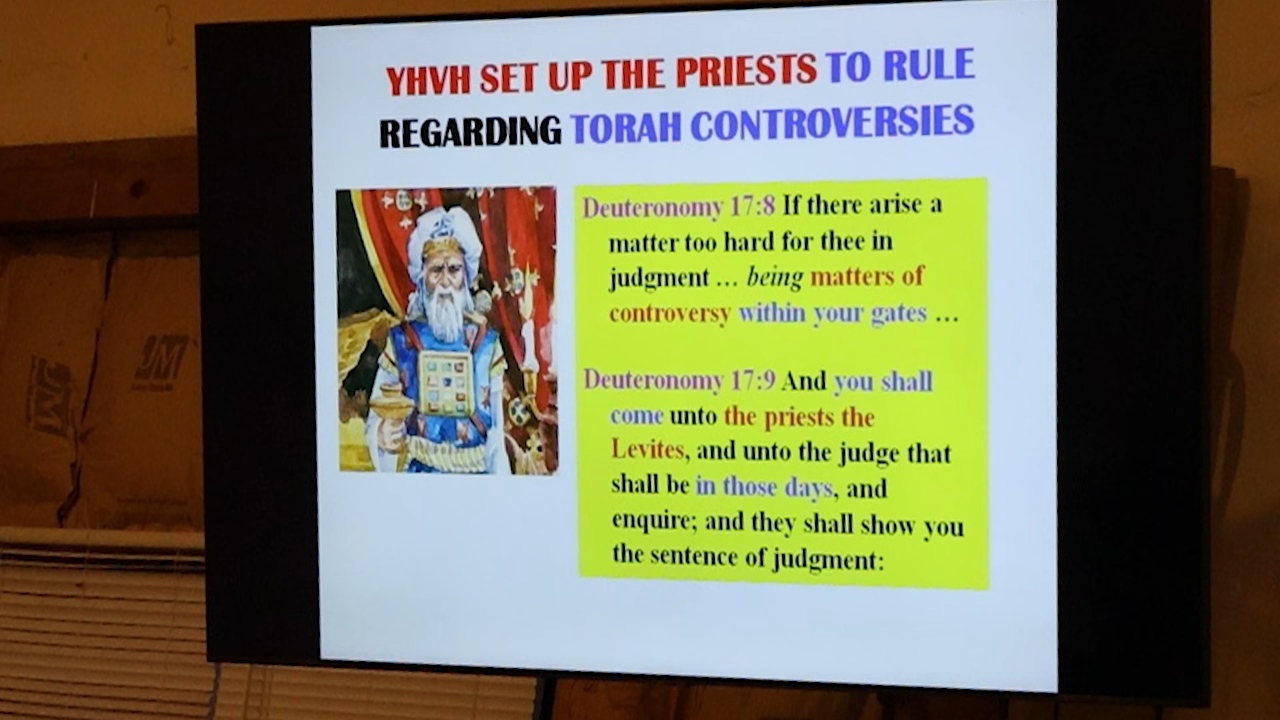 YHVH SET UP THE PRIESTS TO RULE
REGARDING TORAH CONTROVERSIES
Deuteronomy 17:8 If there arise a
matter too hard for thee in
judgment … being matters of
controversy within your gates …
Deuteronomy 17:9 And you shall
come unto the priests the
Levites, and unto the judge that
shall be in those days, and
enquire; and they shall show you
the sentence of judgment: